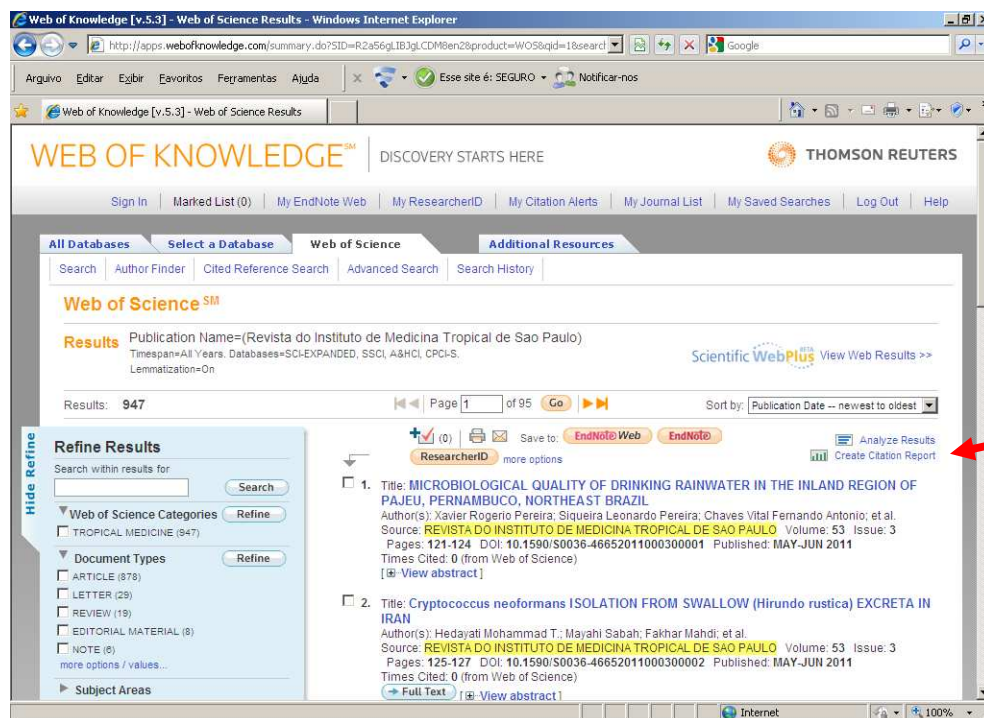 Web of Knowledge [v.5.3] - Web of Science Results - Windows Internet Explorer
http://apps.webofknowledge.com/summary.do?SID=R2a56gLIBJgLCDM8en2&product=WOS&qid=1&search
Google
Arquivo Editar Exibir Favoritos Ferramentas Ajuda
Esse site é: SEGURO
Notificar-nos
Web of Knowledge [v.5.3] - Web of Science Results
WEB OF KNOWLEDGE SM
DISCOVERY STARTS HERE
THOMSON REUTERS
Sign In | Marked List (0) | My EndNote Web | My ResearcherID | My Citation Alerts | My Journal List | My Saved Searches | Log Out | Help
All Databases Select a Database Web of Science Additional Resources
Search Author Finder Cited Reference Search Advanced Search Search History
Web of Science SM
Results Publication Name=(Revista do Instituto de Medicina Tropical de Sao Paulo)
Timespan=All Years. Databases=SCI-EXPANDED, SSCI, A&HCI, CPCI-S.
Lemmatization=On
Scientific WebPlus BETA View Web Results >>
Results: 947
Page 1 of 95 Go
Sort by: Publication Date -- newest to oldest
Hide Refine
Refine Results
Search within results for
Search
Web of Science Categories Refine
TROPICAL MEDICINE (947)
Document Types Refine
ARTICLE (878)
LETTER (29)
REVIEW (19)
EDITORIAL MATERIAL (8)
NOTE (6)
more options / values...
Subject Areas
(0) | Save to: EndNote Web EndNote
ResearcherID more options
Analyze Results
Create Citation Report
1. Title: MICROBIOLOGICAL QUALITY OF DRINKING RAINWATER IN THE INLAND REGION OF
PAJEU, PERNAMBUCO, NORTHEAST BRAZIL
Author(s): Xavier Rogerio Pereira; Siqueira Leonardo Pereira; Chaves Vital Fernando Antonio; et al.
Source: REVISTA DO INSTITUTO DE MEDICINA TROPICAL DE SAO PAULO Volume: 53 Issue: 3
Pages: 121-124 DOI: 10.1590/S0036-46652011000300001 Published: MAY-JUN 2011
Times Cited: 0 (from Web of Science)
[ View abstract ]
2. Title: Cryptococcus neoformans ISOLATION FROM SWALLOW (Hirundo rustica) EXCRETA IN
IRAN
Author(s): Hedayati Mohammad T.; Mayahi Sabah; Fakhar Mahdi; et al.
Source: REVISTA DO INSTITUTO DE MEDICINA TROPICAL DE SAO PAULO Volume: 53 Issue: 3
Pages: 125-127 DOI: 10.1590/S0036-46652011000300002 Published: MAY-JUN 2011
Times Cited: 0 (from Web of Science)
Full Text [ View abstract ]
Internet
100%